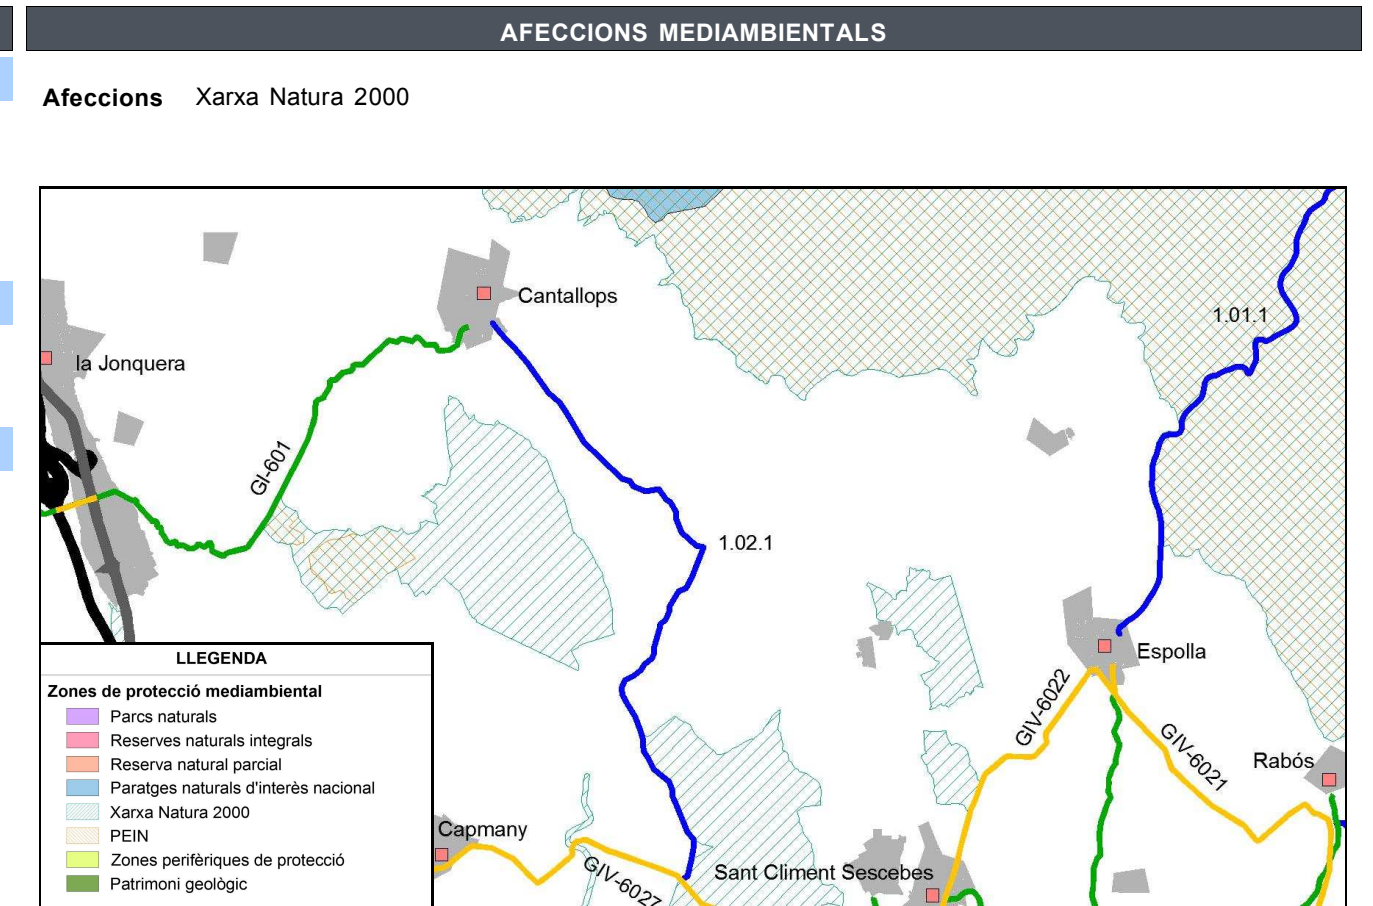 AFECCIONS MEDIAMBIENTALS
Afeccions Xarxa Natura 2000
Cantallops
1.01.1
la Jonquera
GI-601
1.02.1
Espolla
GIV-6022
GIV-6021
Rabós
LLEGENDA
Zones de protecció mediambiental
Parcs naturals
Reserves naturals integrals
Reserva natural parcial
Paratges naturals d'interès nacional
Xarxa Natura 2000
PEIN
Zones perifèriques de protecció
Patrimoni geològic
Capmany
GIV-6027
Sant Climent Sescebes